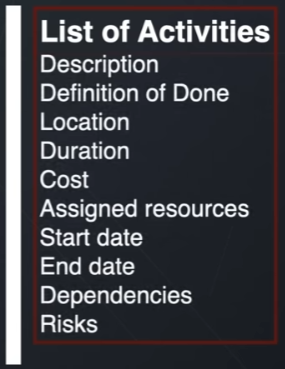 List of Activities
Description
Definition of Done
Location
Duration
Cost
Assigned resources
Start date
End date
Dependencies
Risks